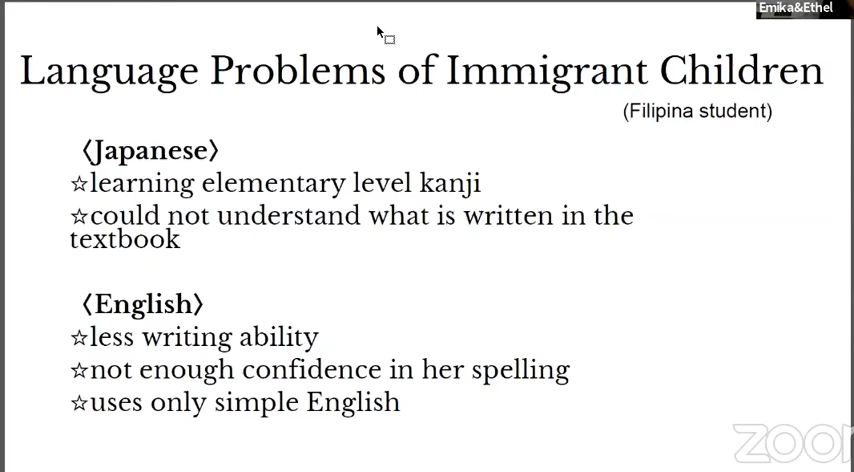 Emika&Ethel
Language Problems of Immigrant Children
(Filipina student)
〈Japanese〉
☆learning elementary level kanji
☆could not understand what is written in the
textbook
〈English〉
☆less writing ability
☆not enough confidence in her spelling
☆uses only simple English
zoom